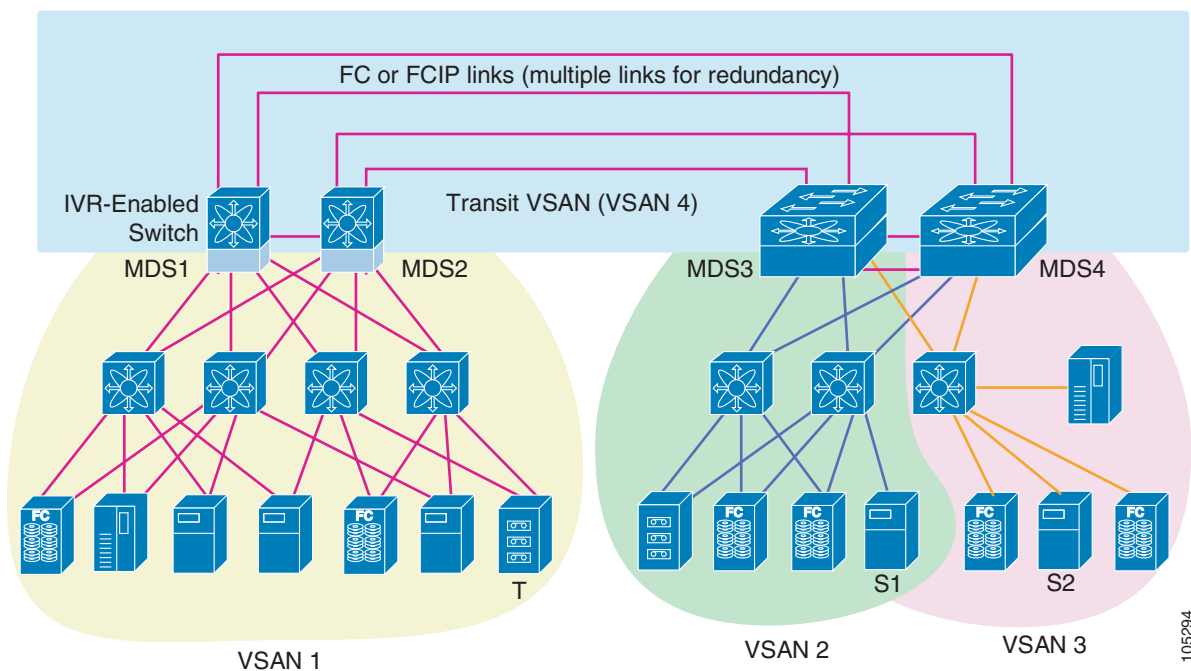 FC or FCIP links (multiple links for redundancy)
IVR-Enabled
Switch
Transit VSAN (VSAN 4)
MDS1
MDS2
MDS3
MDS4
FC
FC
FC
FC
FC
FC
T
S1
S2
VSAN 1
VSAN 2
VSAN 3
105294